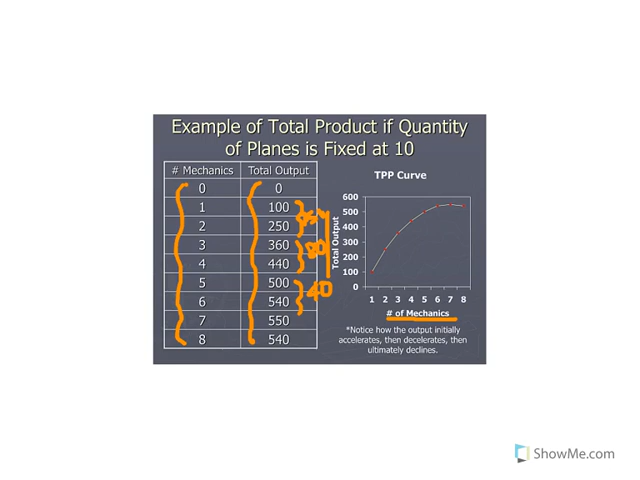 Example of Total Product if Quantity
of Planes is Fixed at 10
# Mechanics Total Output
0 0
1 100
2 250
3 360
4 440
5 500
6 540
7 550
8 540
80
40
TPP Curve
Total Output
600
500
400
300
200
100
0
1 2 3 4 5 6 7 8
# of Mechanics
*Notice how the output initially
accelerates, then decelerates, then
ultimately declines.
ShowMe.com